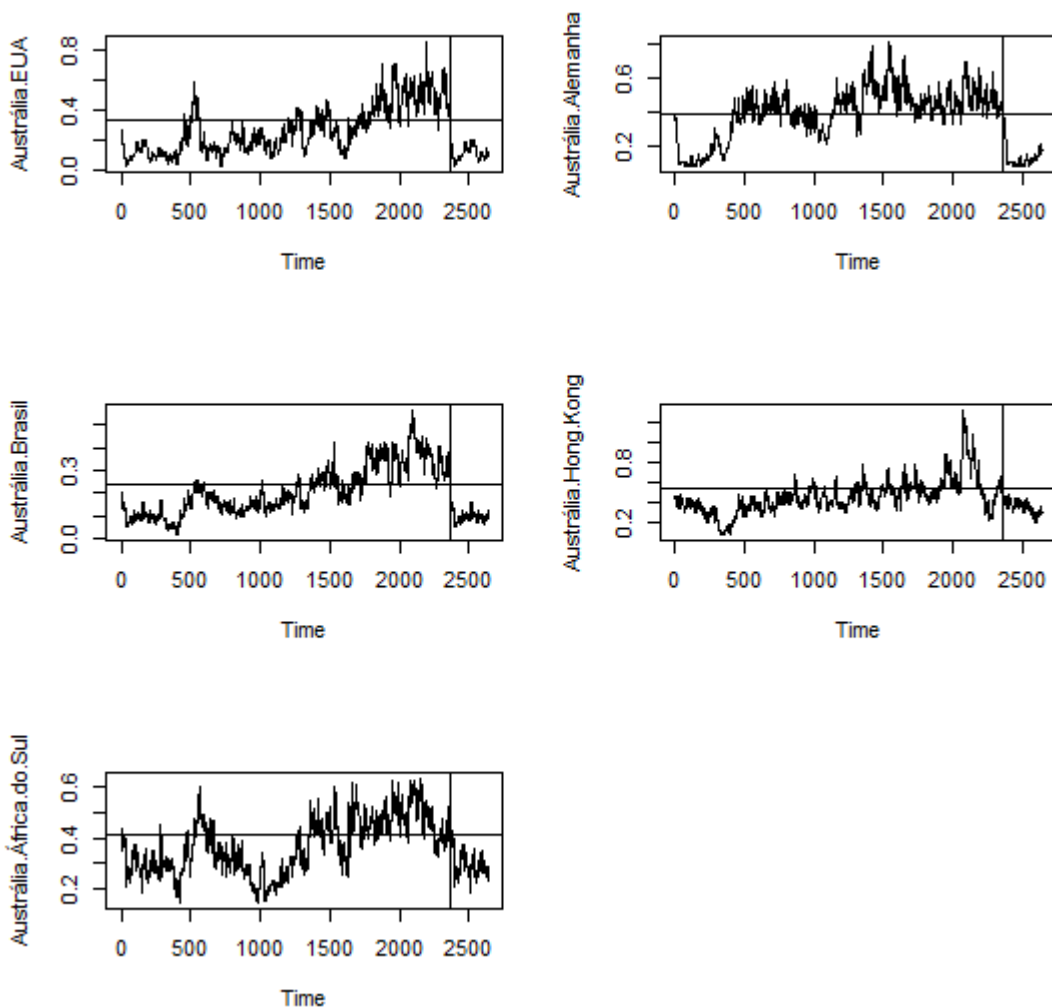 Austrália.EUA
0.0 0.4 0.8
0 500 1000 1500 2000 2500
Time
Austrália.Alemanha
0.2 0.6
0 500 1000 1500 2000 2500
Time
Austrália.Brasil
0.0 0.3
0 500 1000 1500 2000 2500
Time
Austrália.Hong.Kong
0.2 0.8
0 500 1000 1500 2000 2500
Time
Austrália.África.do.Sul
0.2 0.4 0.6
0 500 1000 1500 2000 2500
Time